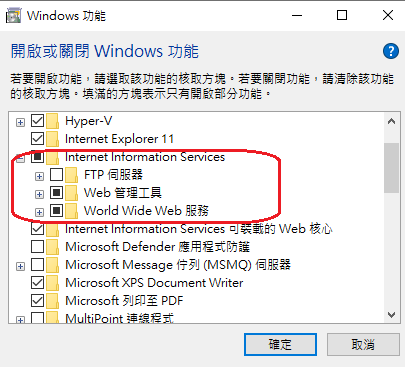 Windows 功能
開啟或關閉 Windows 功能
若要開啟功能，請選取該功能的核取方塊。若要關閉功能，請清除該功能
的核取方塊。填滿的方塊表示只有開啟部分功能。
Hyper-V
Internet Explorer 11
Internet Information Services
FTP 伺服器
Web 管理工具
World Wide Web 服務
Internet Information Services 可裝載的 Web 核心
Microsoft Defender 應用程式防護
Microsoft Message 佇列 (MSMQ) 伺服器
Microsoft XPS Document Writer
Microsoft 列印至 PDF
MultiPoint 連線程式
確定
取消